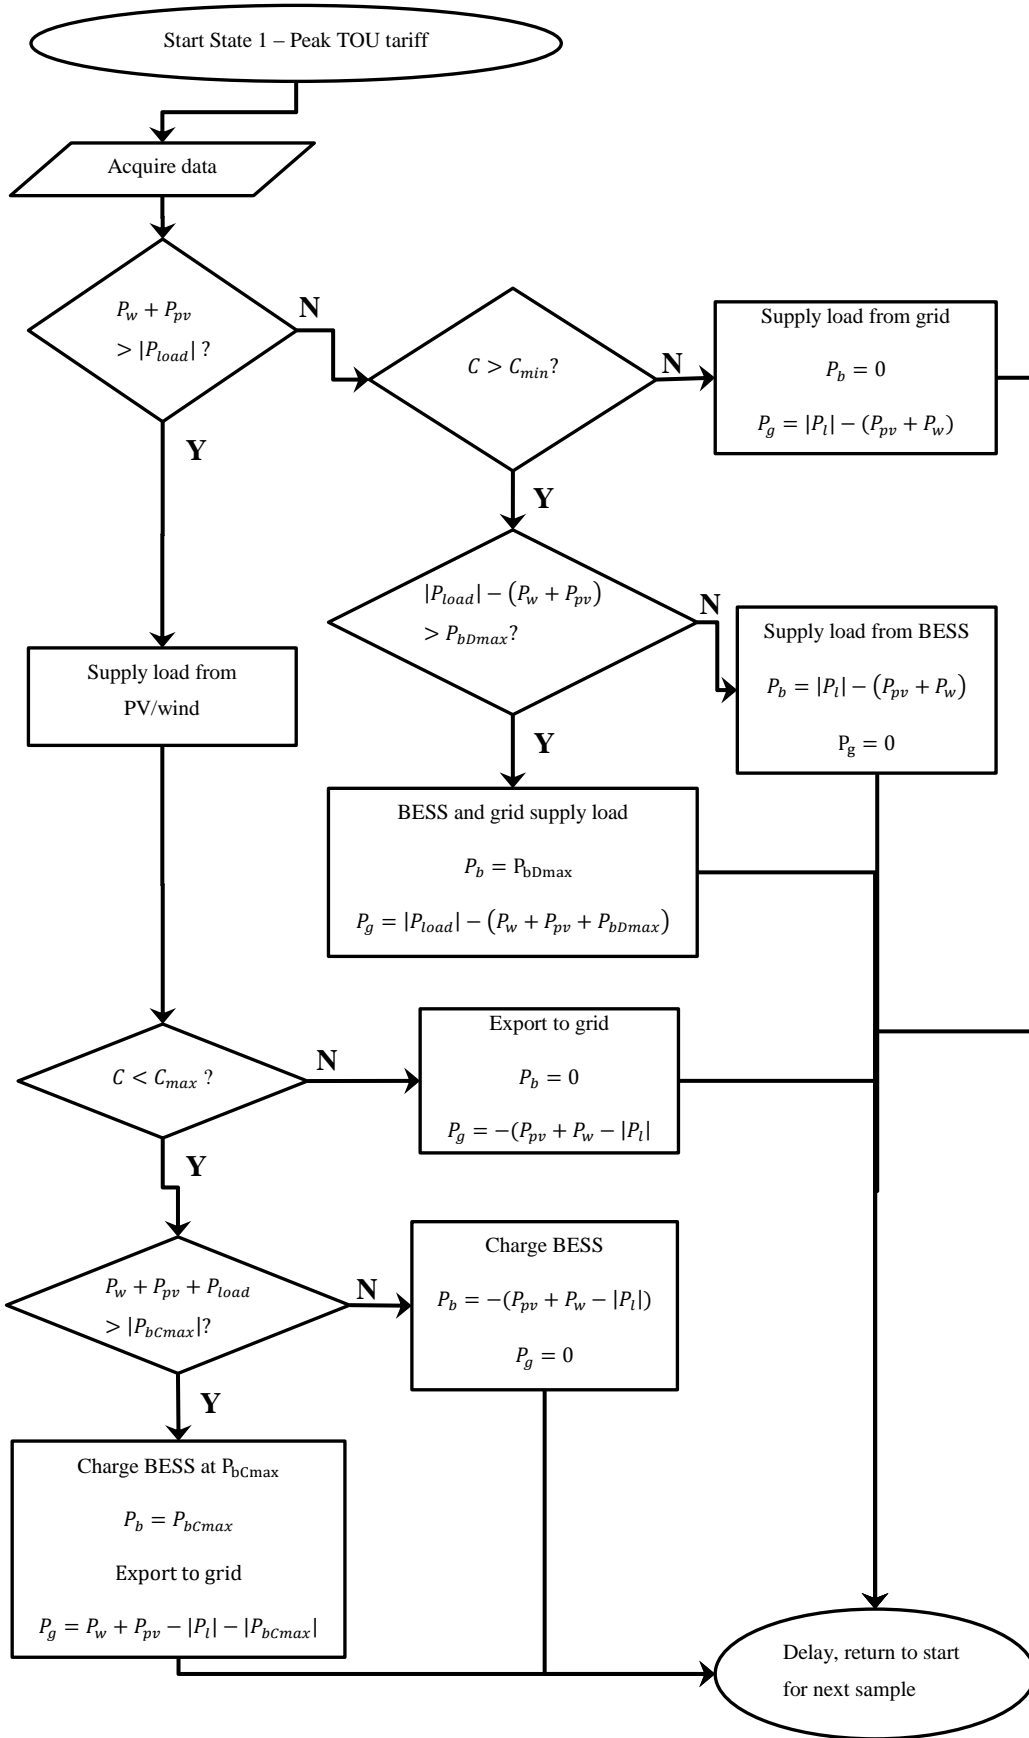 Start State 1 – Peak TOU tariff
Acquire data
P_w + P_pv
> |P_load| ?
N
C > C_min?
N
Supply load from grid
P_b = 0
P_g = |P_l| − (P_pv + P_w)
Y
Y
|P_load| − (P_w + P_pv)
> P_bDmax?
N
Supply load from BESS
P_b = |P_l| − (P_pv + P_w)
P_g = 0
Supply load from
PV/wind
Y
BESS and grid supply load
P_b = P_bDmax
P_g = |P_load| − (P_w + P_pv + P_bDmax)
C < C_max ?
N
Export to grid
P_b = 0
P_g = −(P_pv + P_w − |P_l|
Y
P_w + P_pv + P_load
> |P_bCmax|?
N
Charge BESS
P_b = −(P_pv + P_w − |P_l|)
P_g = 0
Y
Charge BESS at P_bCmax
P_b = P_bCmax
Export to grid
P_g = P_w + P_pv − |P_l| − |P_bCmax|
Delay, return to start
for next sample